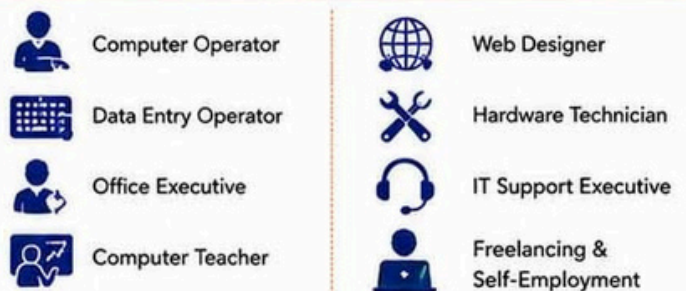 Computer Operator
Data Entry Operator
Office Executive
Computer Teacher
Web Designer
Hardware Technician
IT Support Executive
Freelancing &
Self-Employment